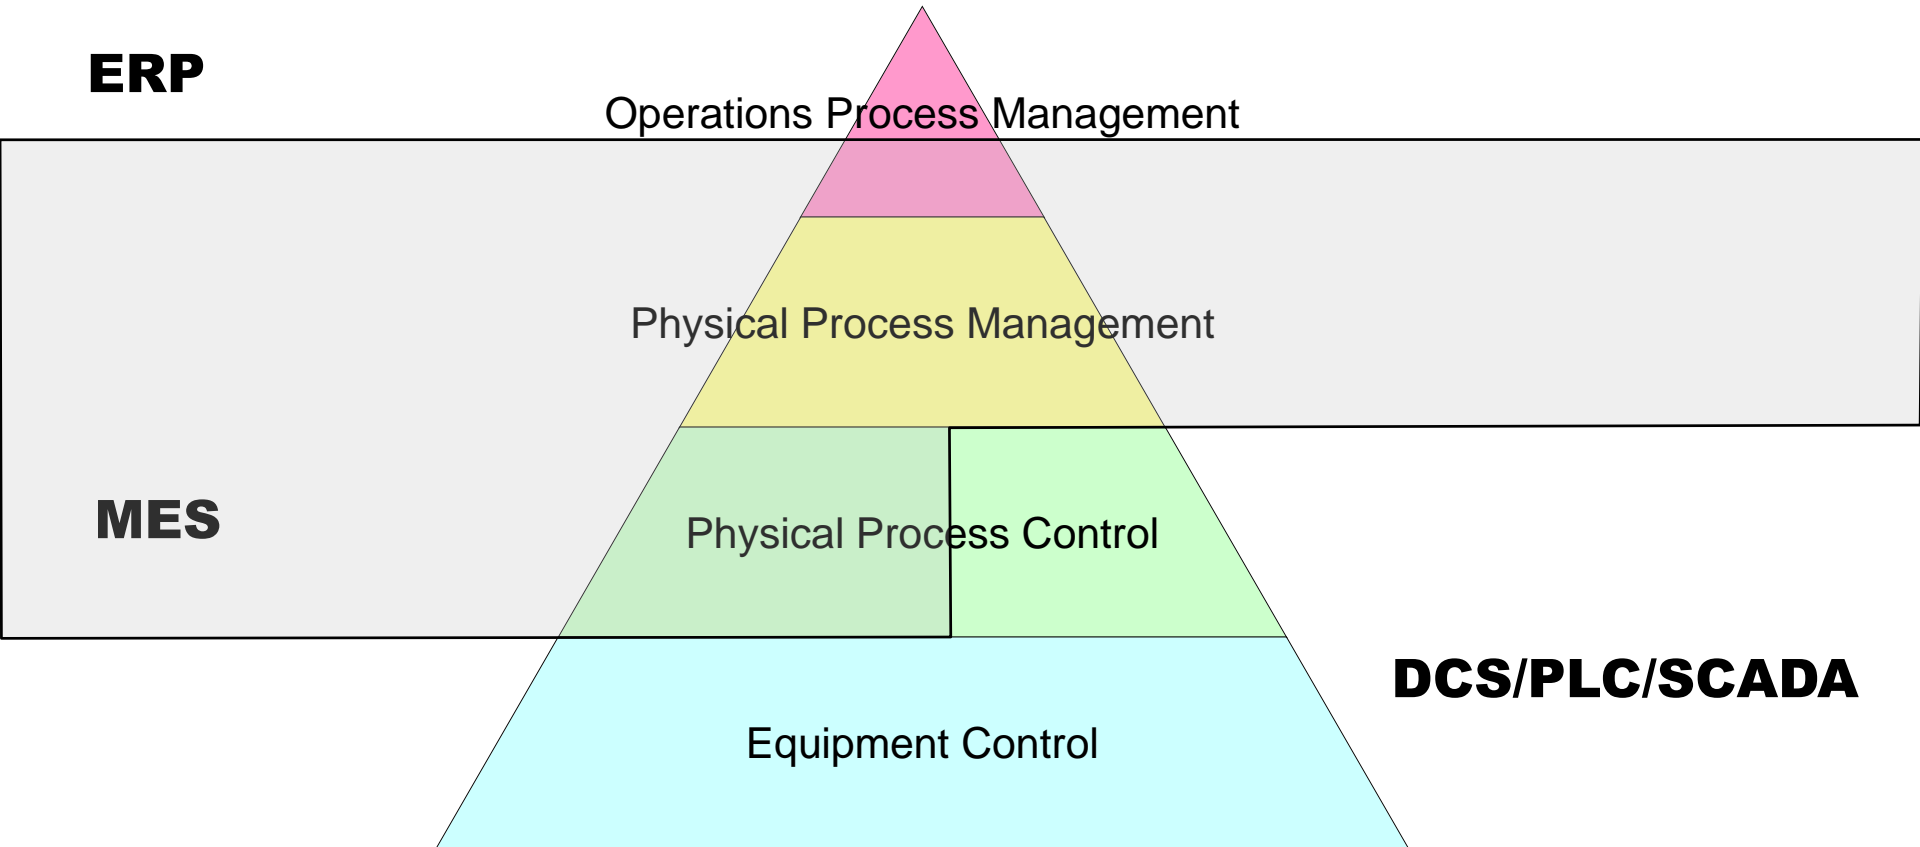 ERP
Operations Process Management
Physical Process Management
MES
Physical Process Control
DCS/PLC/SCADA
Equipment Control